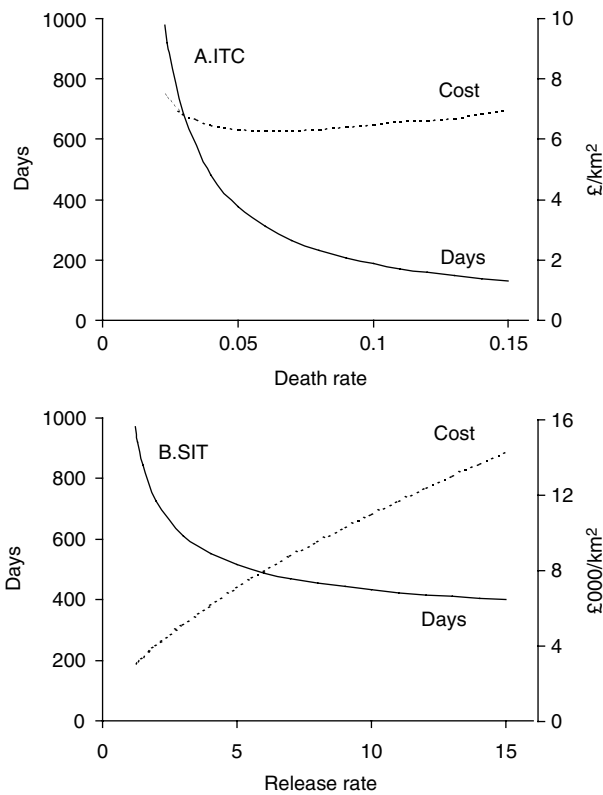 1000
800
600
400
200
0
Days
A.ITC
Cost
Days
10
8
6
4
2
0
£/km²
0
0.05
0.1
0.15
Death rate
1000
800
600
400
200
0
Days
B.SIT
Cost
Days
16
12
8
4
0
£000/km²
0
5
10
15
Release rate